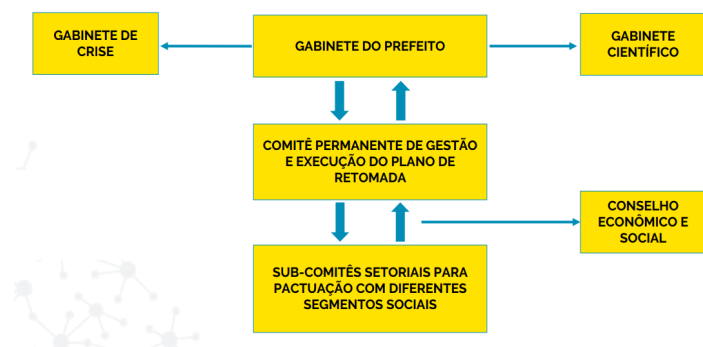 GABINETE DE
CRISE
GABINETE DO PREFEITO
GABINETE
CIENTÍFICO
COMITÊ PERMANENTE DE GESTÃO
E EXECUÇÃO DO PLANO DE
RETOMADA
CONSELHO
ECONÔMICO E
SOCIAL
SUB-COMITÊS SETORIAIS PARA
PACTUAÇÃO COM DIFERENTES
SEGMENTOS SOCIAIS